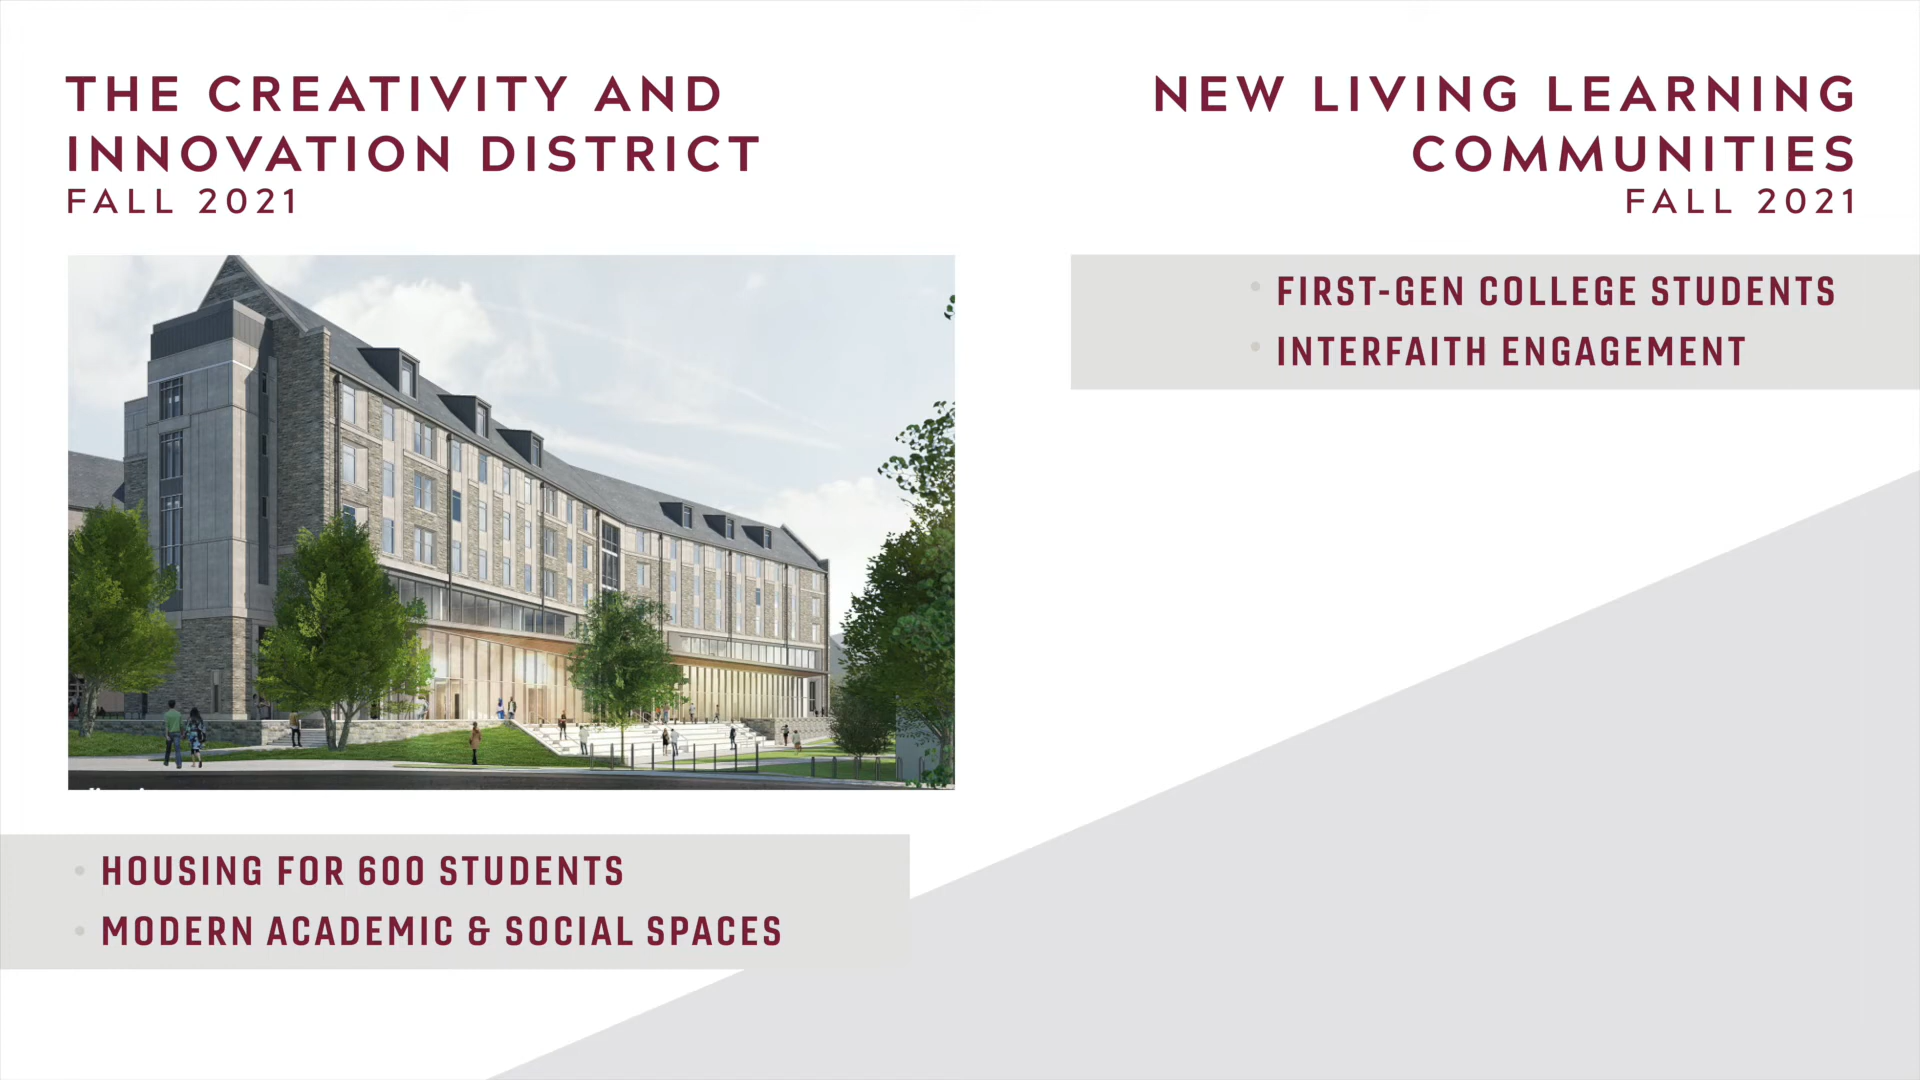 THE CREATIVITY AND
INNOVATION DISTRICT
FALL 2021
• HOUSING FOR 600 STUDENTS
• MODERN ACADEMIC & SOCIAL SPACES
NEW LIVING LEARNING
COMMUNITIES
FALL 2021
• FIRST-GEN COLLEGE STUDENTS
• INTERFAITH ENGAGEMENT